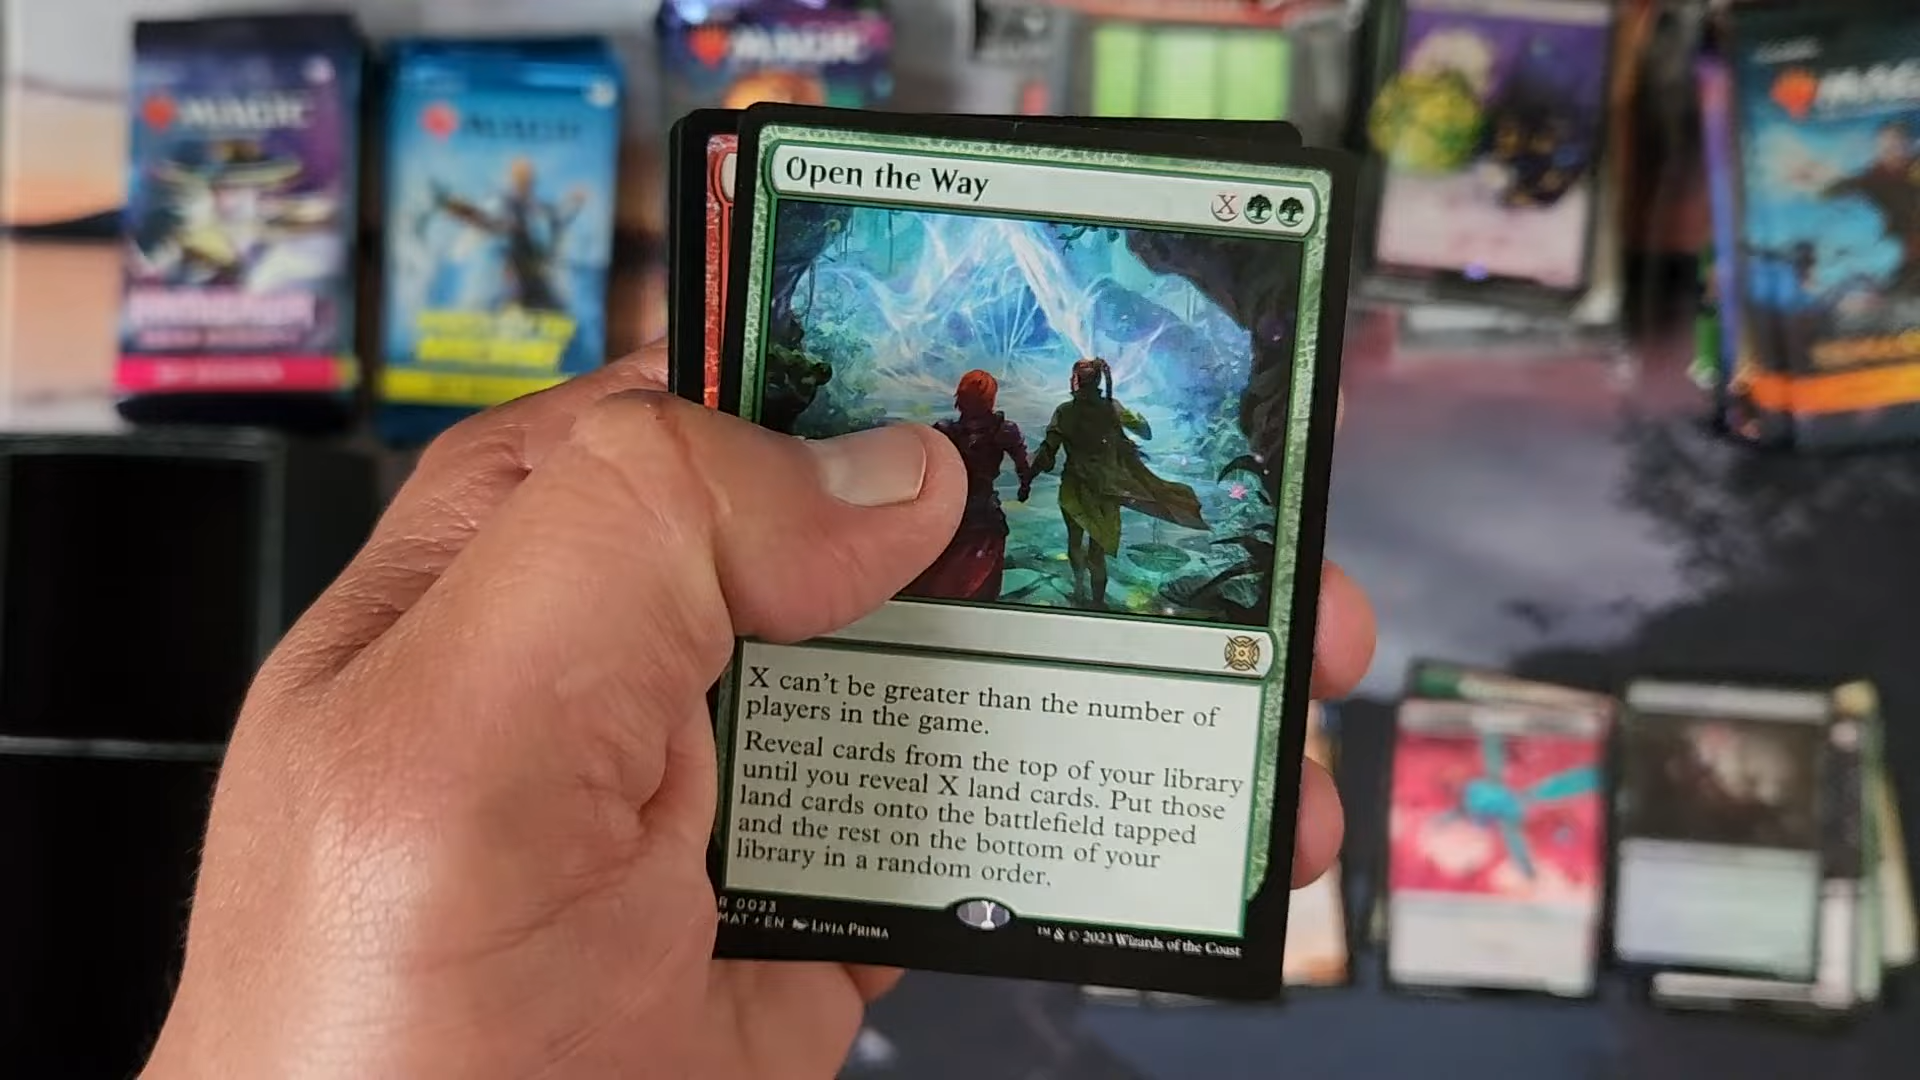 MAGIC
MAGIC
MAGIC
MAGIC
Open the Way
X
X can't be greater than the number of
players in the game.
Reveal cards from the top of your library
until you reveal X land cards. Put those
land cards onto the battlefield tapped
and the rest on the bottom of your
library in a random order.
R 0023
MAT • EN LIVIA PRIMA
™ & © 2023 Wizards of the Coast